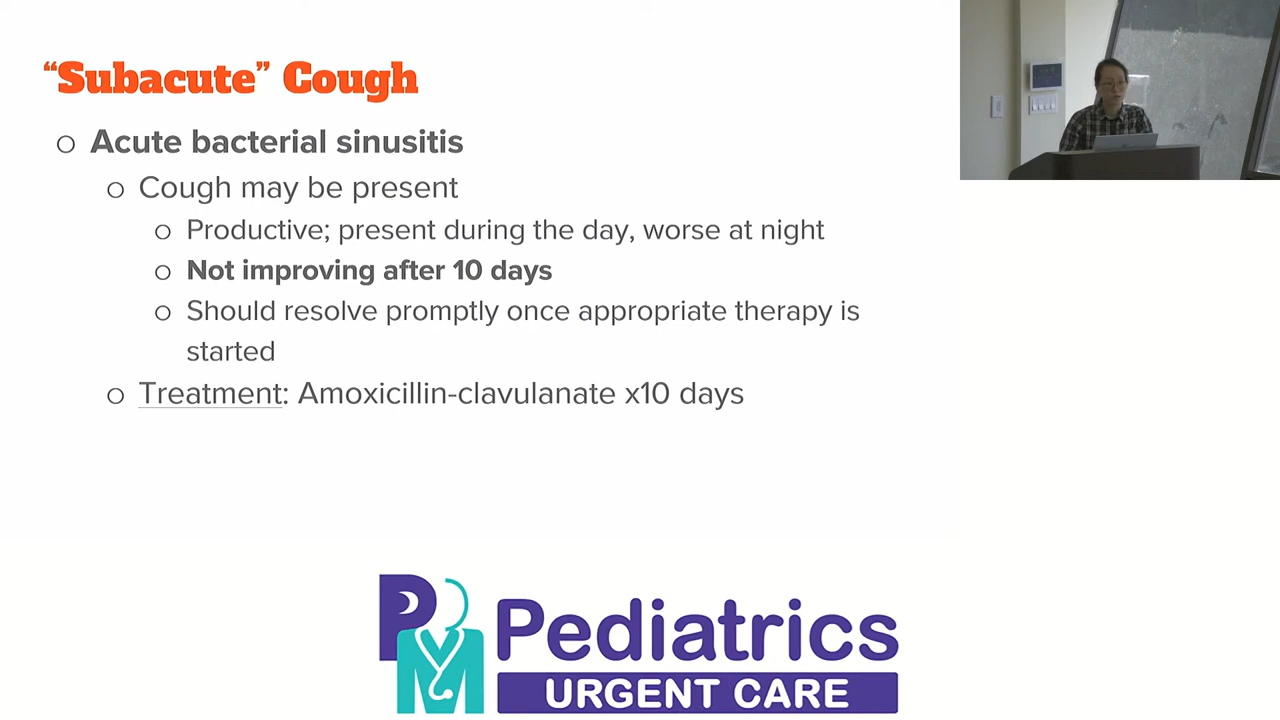 “Subacute” Cough
o Acute bacterial sinusitis
o Cough may be present
o Productive; present during the day, worse at night
o Not improving after 10 days
o Should resolve promptly once appropriate therapy is
started
o Treatment: Amoxicillin-clavulanate x10 days
PM Pediatrics
URGENT CARE